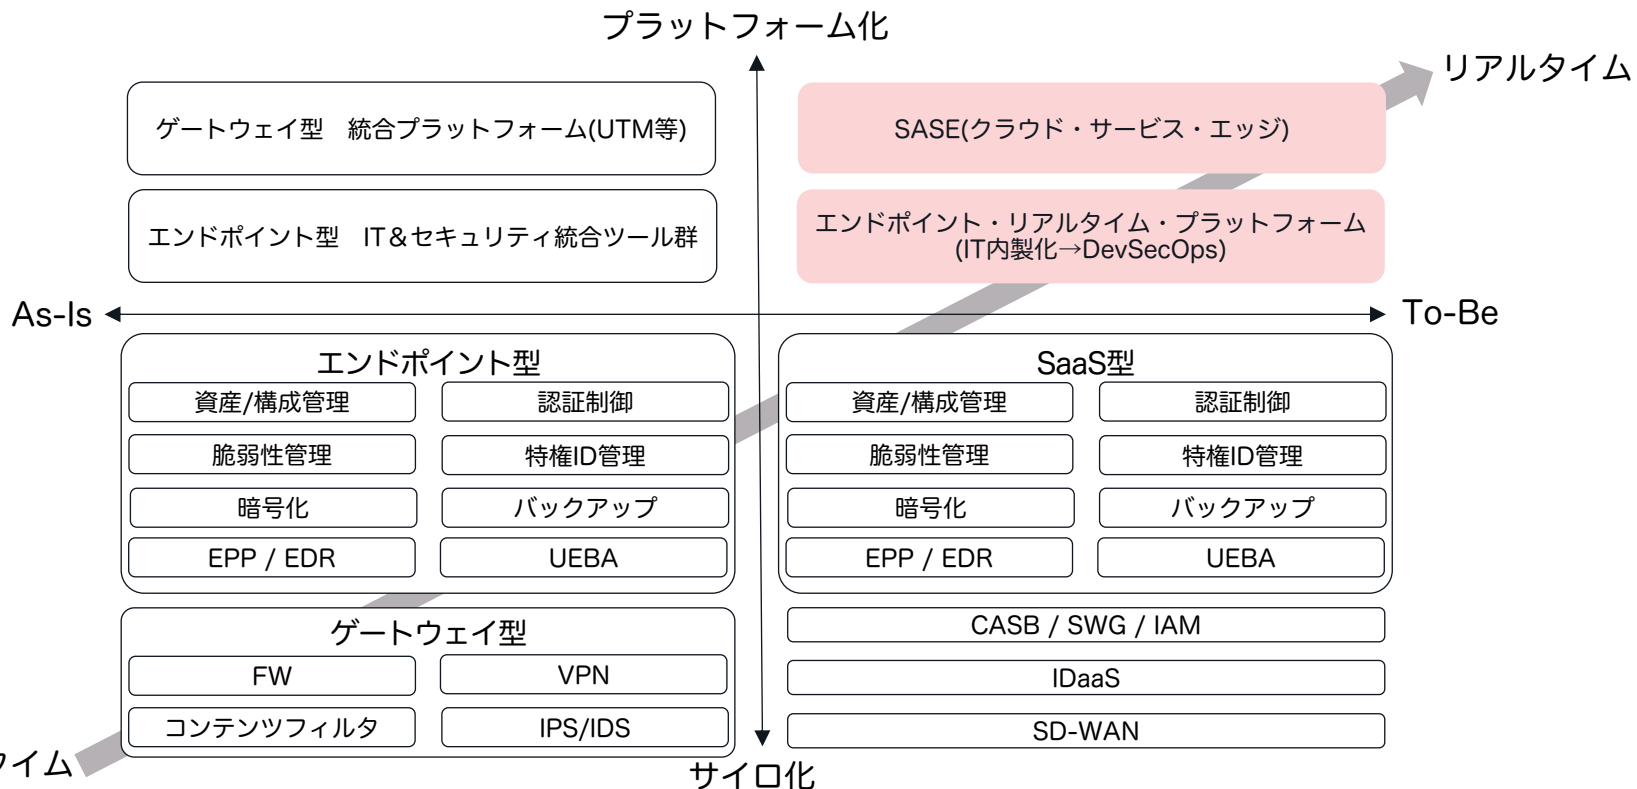 プラットフォーム化
リアルタイム
ゲートウェイ型　統合プラットフォーム(UTM等)
SASE(クラウド・サービス・エッジ)
エンドポイント型　IT＆セキュリティ統合ツール群
エンドポイント・リアルタイム・プラットフォーム
(IT内製化→DevSecOps)
As-Is
To-Be
エンドポイント型
資産/構成管理
認証制御
脆弱性管理
特権ID管理
暗号化
バックアップ
EPP / EDR
UEBA
SaaS型
資産/構成管理
認証制御
脆弱性管理
特権ID管理
暗号化
バックアップ
EPP / EDR
UEBA
ゲートウェイ型
FW
VPN
コンテンツフィルタ
IPS/IDS
CASB / SWG / IAM
IDaaS
SD-WAN
イム
サイロ化